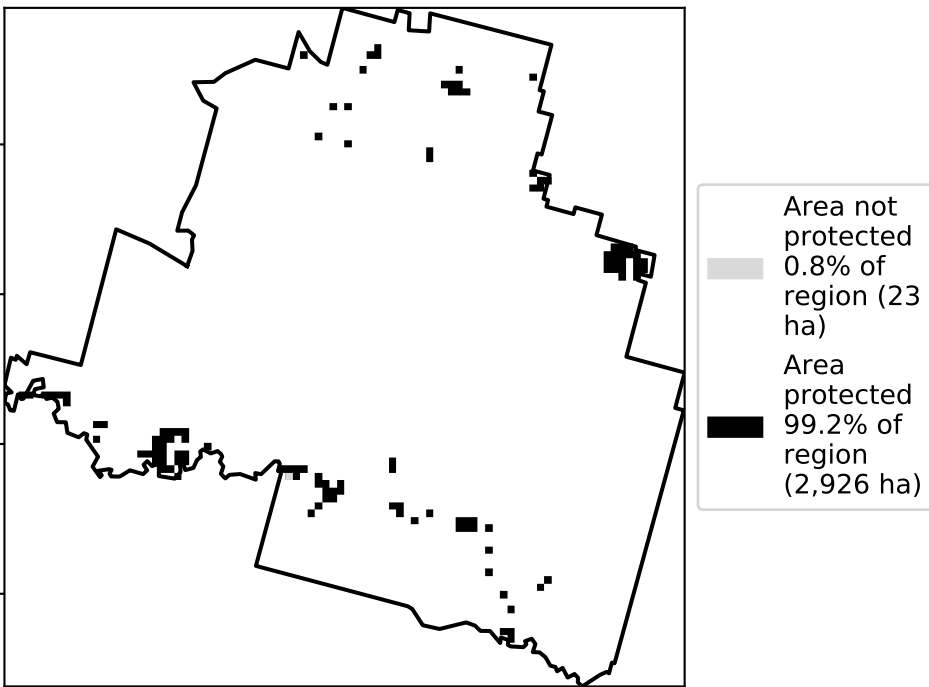 Area not
protected
0.8% of
region (23
ha)
Area
protected
99.2% of
region
(2,926 ha)